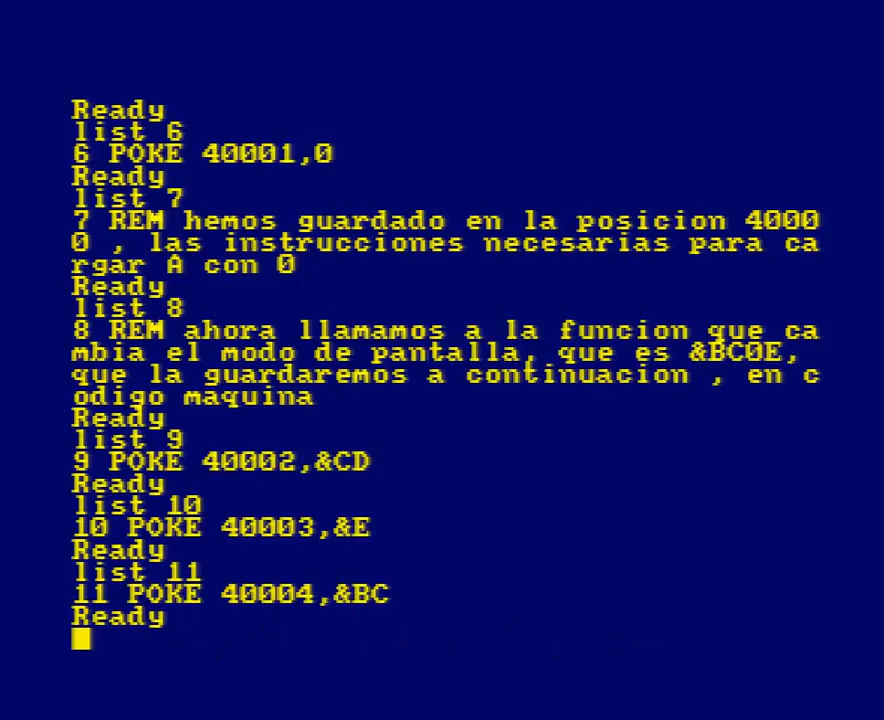 Ready
list 6
6 POKE 40001,0
Ready
list 7
7 REM hemos guardado en la posicion 4000
0 , las instrucciones necesarias para ca
rgar A con 0
Ready
list 8
8 REM ahora llamamos a la funcion que ca
mbia el modo de pantalla, que es &BC0E,
que la guardaremos a continuacion , en c
odigo maquina
Ready
list 9
9 POKE 40002,&CD
Ready
list 10
10 POKE 40003,&E
Ready
list 11
11 POKE 40004,&BC
Ready